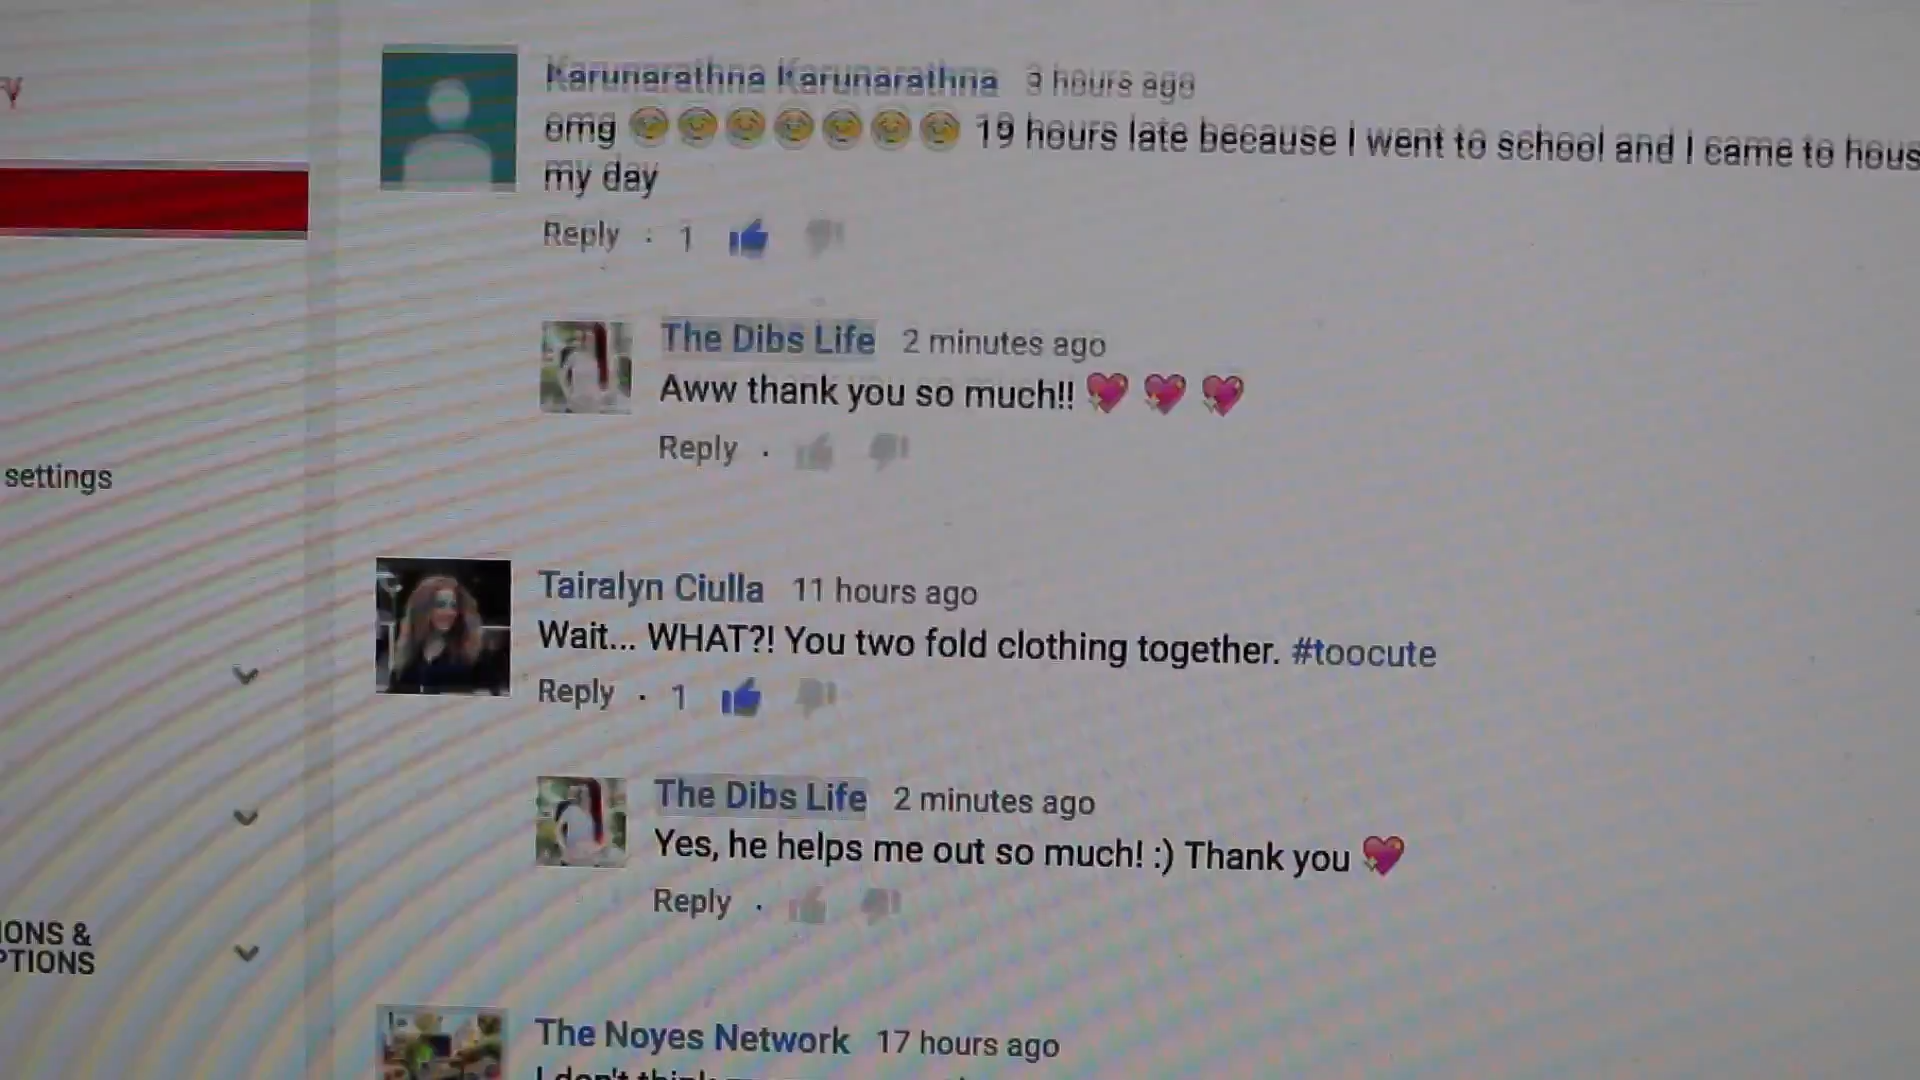 Y
Karunarathna Karunarathna 9 hours ago
omg 😂😂😂😂😂😂😂 19 hours late because I went to school and I came to hous
my day
Reply · 1
The Dibs Life 2 minutes ago
Aww thank you so much!! 💖 💖 💖
Reply ·
settings
Tairalyn Ciulla 11 hours ago
Wait... WHAT?! You two fold clothing together. #toocute
Reply · 1
The Dibs Life 2 minutes ago
Yes, he helps me out so much! :) Thank you 💖
Reply ·
IONS &
PTIONS
The Noyes Network 17 hours ago
I don't think